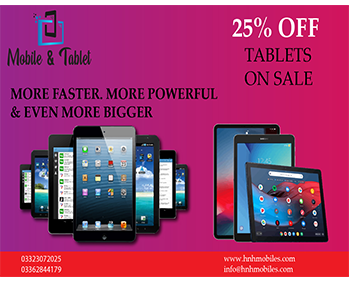 Mobile & Tablet
25% OFF
TABLETS
ON SALE
MORE FASTER. MORE POWERFUL
& EVEN MORE BIGGER
03323072025
03362844179
www.hnhmobiles.com
info@hnhmobiles.com